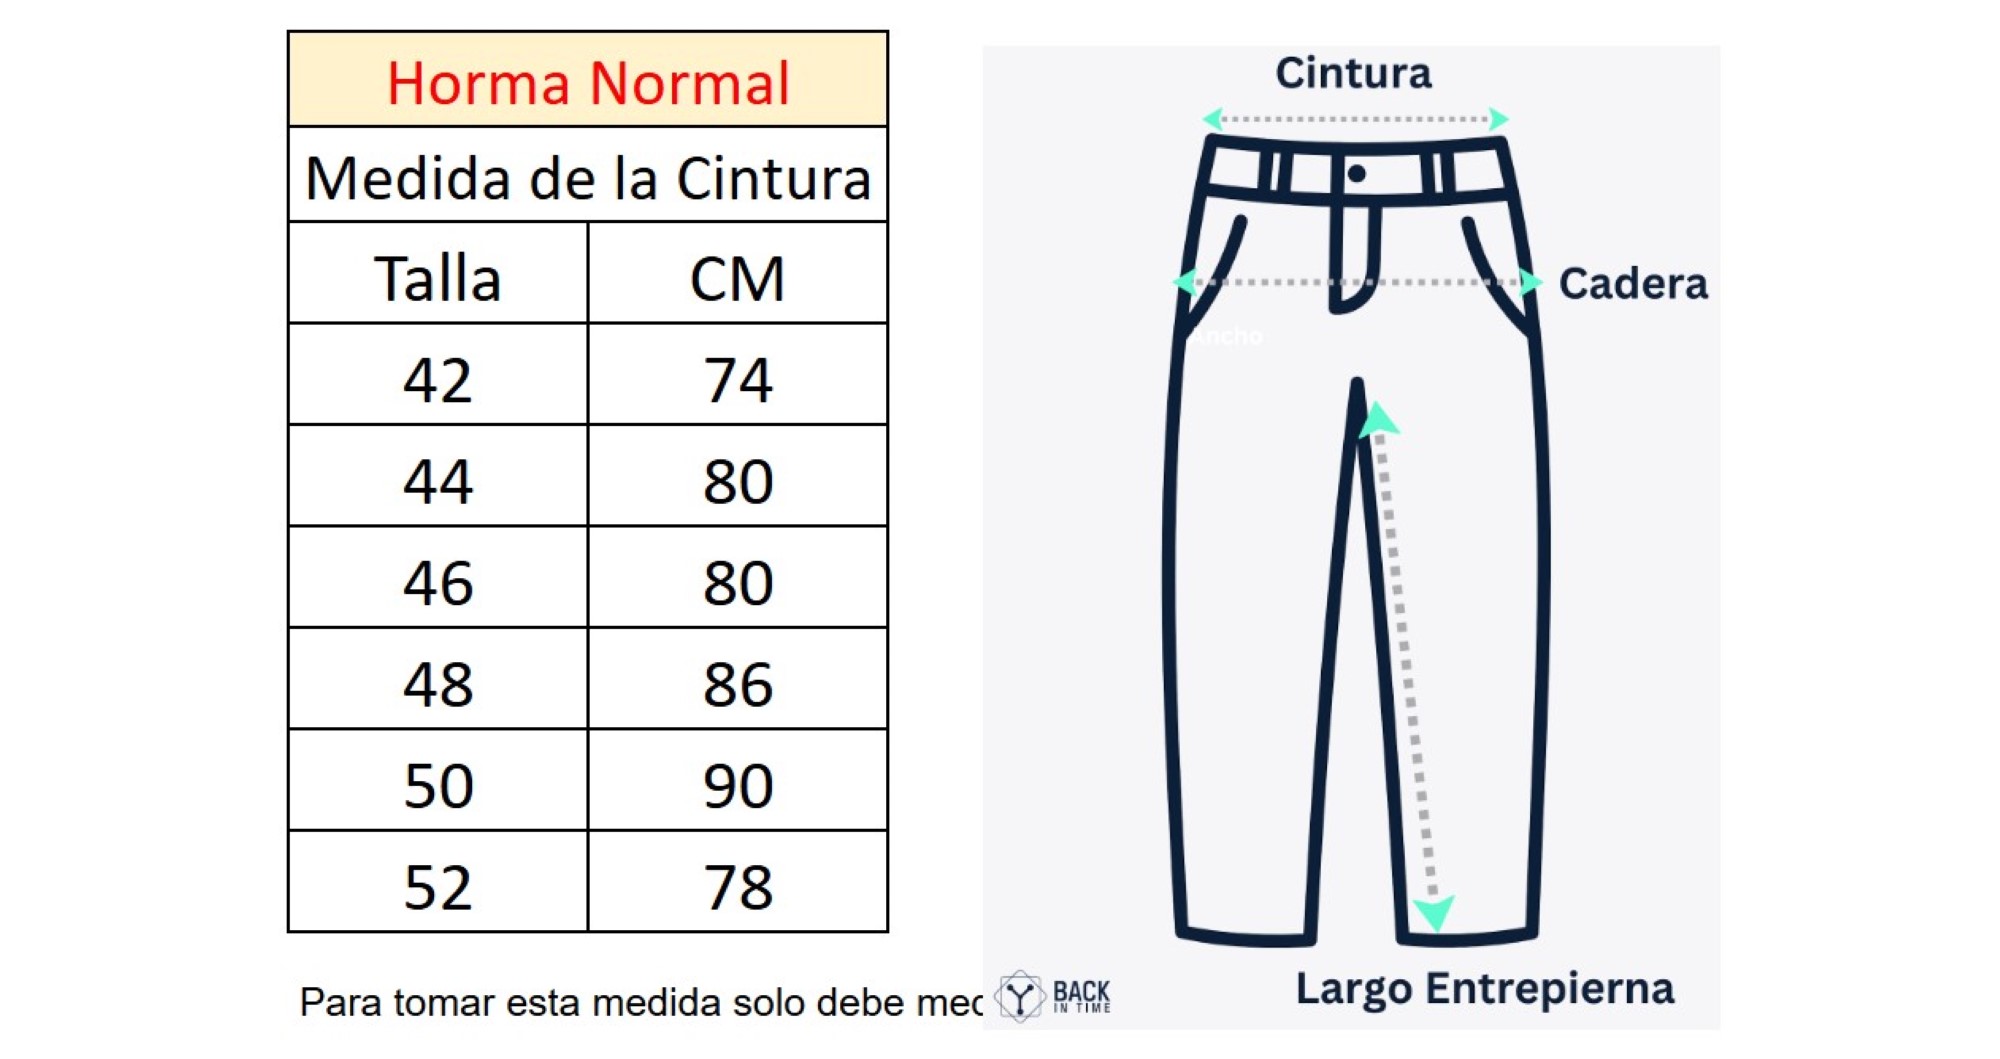 Horma Normal
Medida de la Cintura
Talla CM
42 74
44 80
46 80
48 86
50 90
52 78
Para tomar esta medida solo debe
Cintura
Cadera
Ancho
Largo Entrepierna
BACK
IN TIME